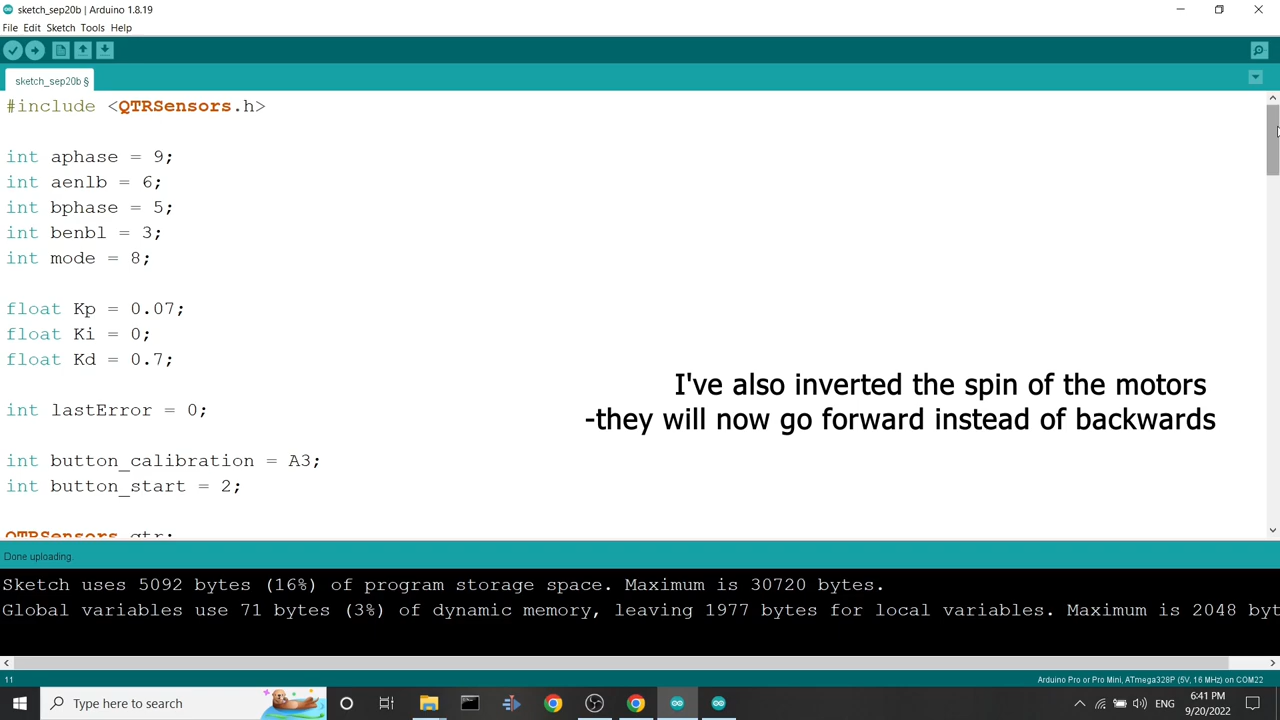 sketch_sep20b | Arduino 1.8.19
File Edit Sketch Tools Help
sketch_sep20b §
#include <QTRSensors.h>
int aphase = 9;
int aenlb = 6;
int bphase = 5;
int benbl = 3;
int mode = 8;
float Kp = 0.07;
float Ki = 0;
float Kd = 0.7;
I've also inverted the spin of the motors
-they will now go forward instead of backwards
int lastError = 0;
int button_calibration = A3;
int button_start = 2;
QTRSensors qtr;
Done uploading.
Sketch uses 5092 bytes (16%) of program storage space. Maximum is 30720 bytes.
Global variables use 71 bytes (3%) of dynamic memory, leaving 1977 bytes for local variables. Maximum is 2048 byt
11
Arduino Pro or Pro Mini, ATmega328P (5V, 16 MHz) on COM22
Type here to search
ENG
6:41 PM
9/20/2022